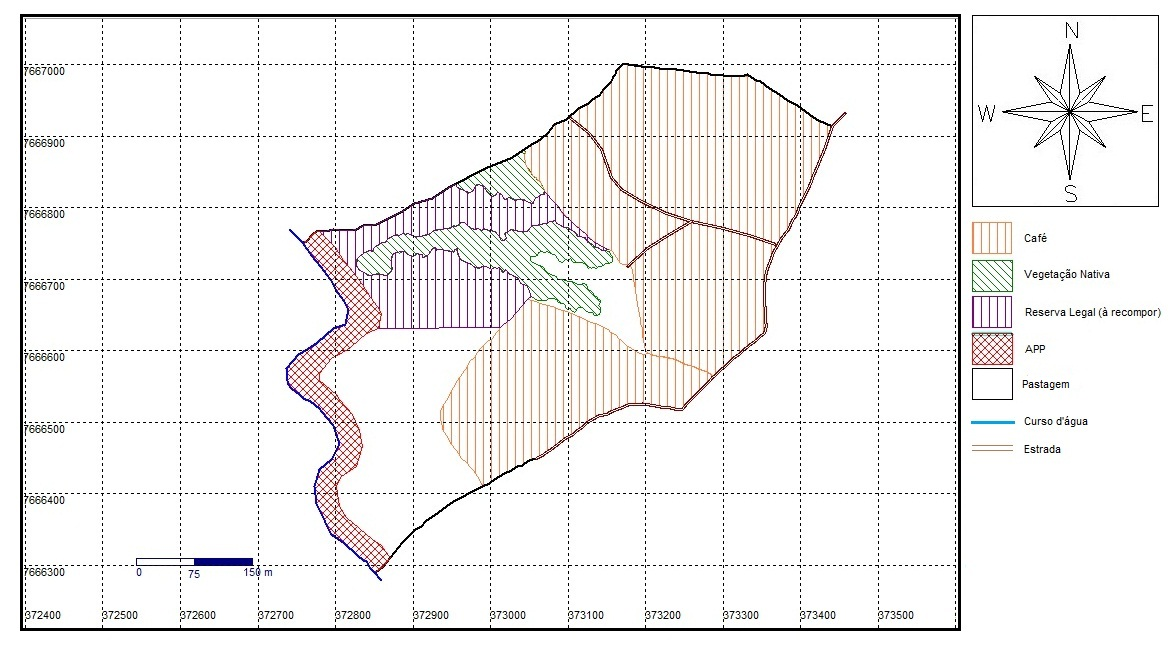 7667000
7666900
7666800
7666700
7666600
7666500
7666400
7666300
0 75 150 m
372400 372500 372600 372700 372800 372900 373000 373100 373200 373300 373400 373500
N
W E
S
Café
Vegetação Nativa
Reserva Legal (à recompor)
APP
Pastagem
Curso d'água
Estrada